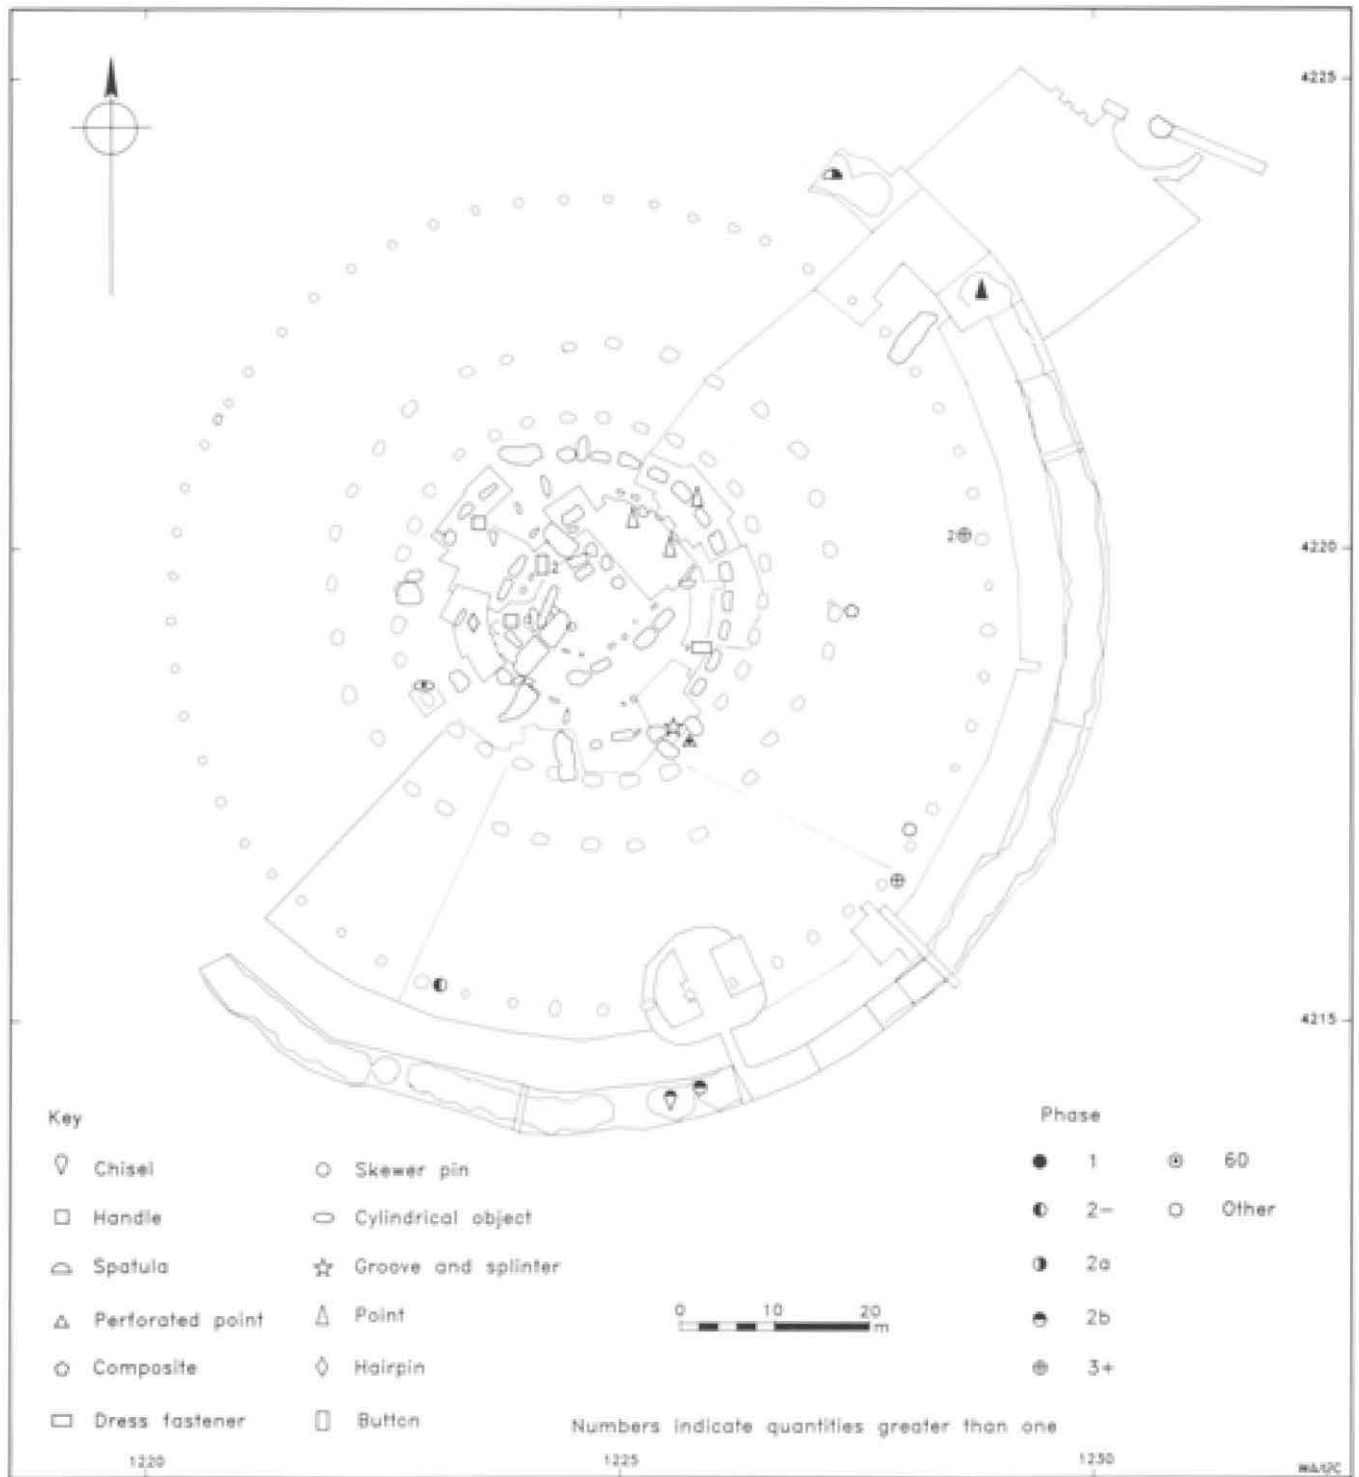 4225
2
4220
2
4215
Key
Phase
Chisel
Skewer pin
1
60
Handle
Cylindrical object
2-
Other
Spatula
Groove and splinter
2a
Perforated point
Point
0 10 20
m
2b
Composite
Hairpin
3+
Dress fastener
Button
Numbers indicate quantities greater than one
1220
1225
1230